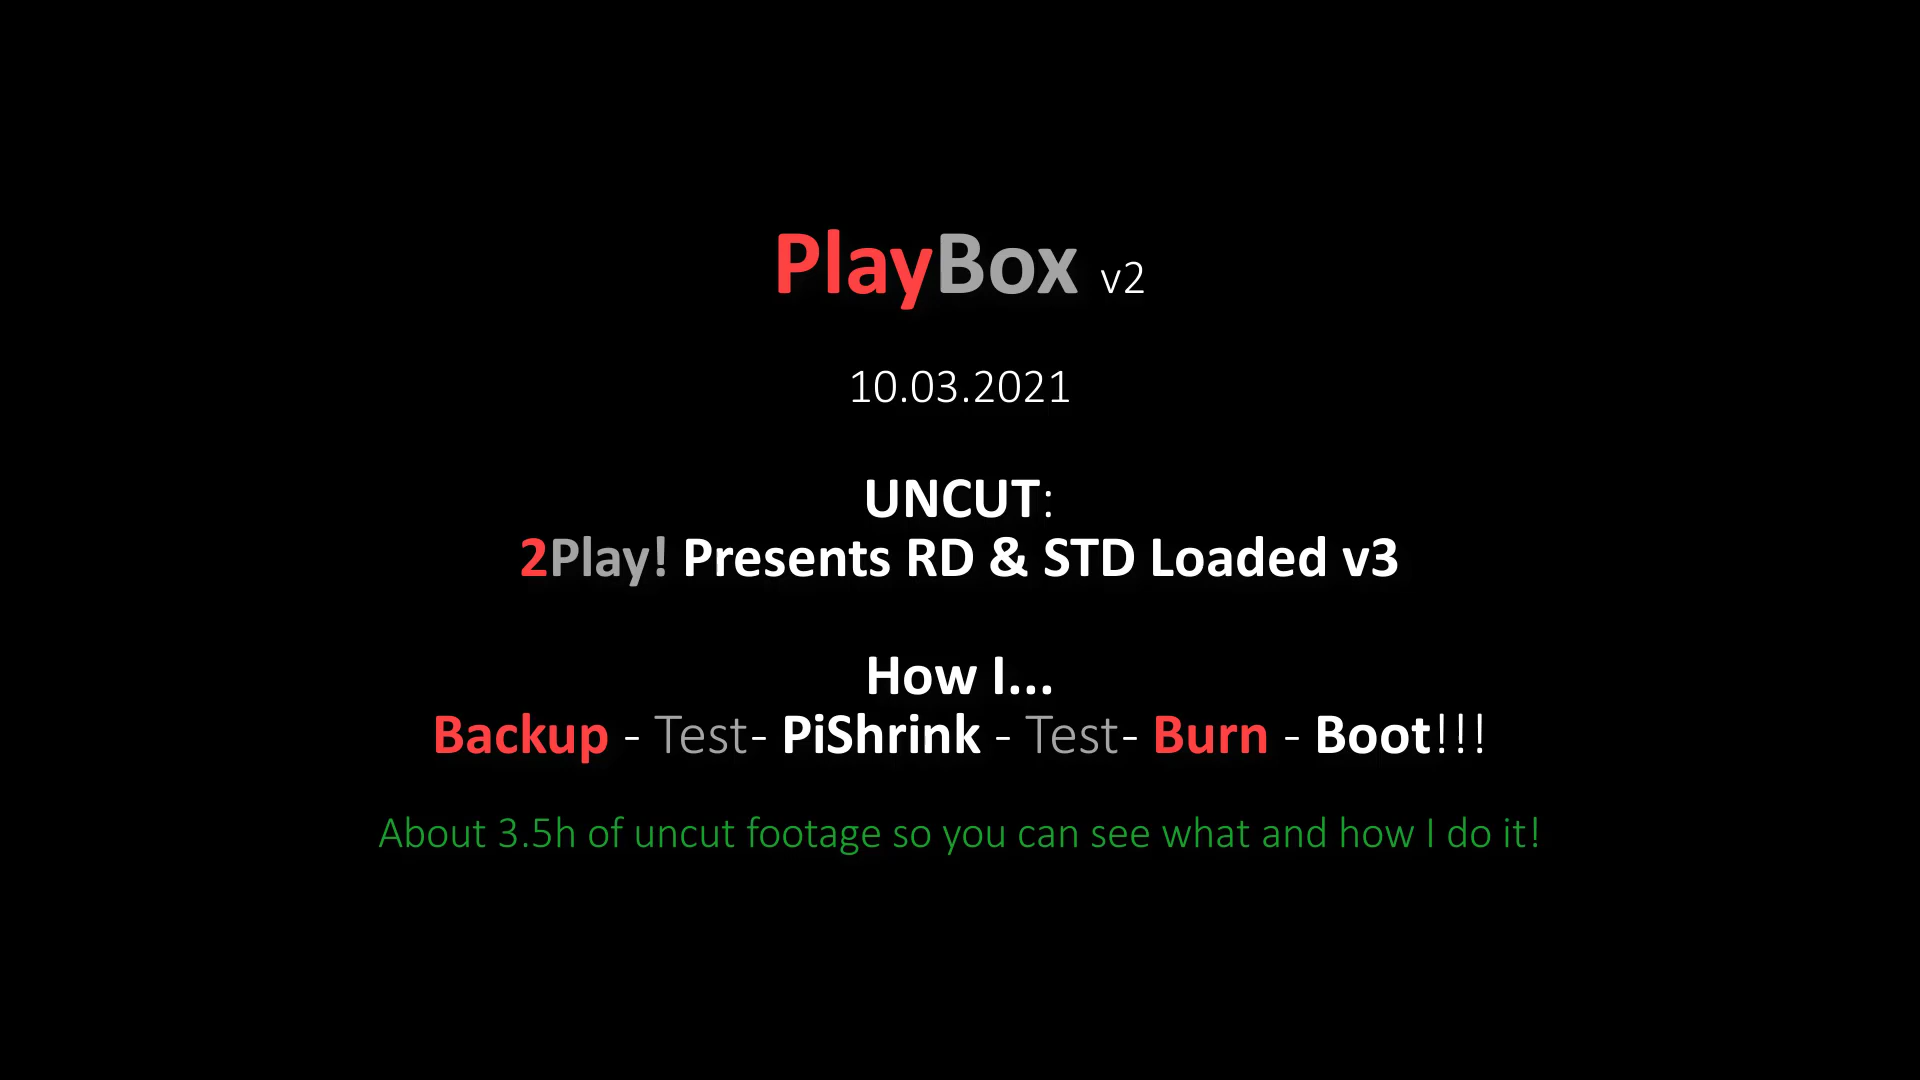 PlayBox v2
10.03.2021
UNCUT:
2Play! Presents RD & STD Loaded v3
How I...
Backup - Test- PiShrink - Test- Burn - Boot!!!
About 3.5h of uncut footage so you can see what and how I do it!